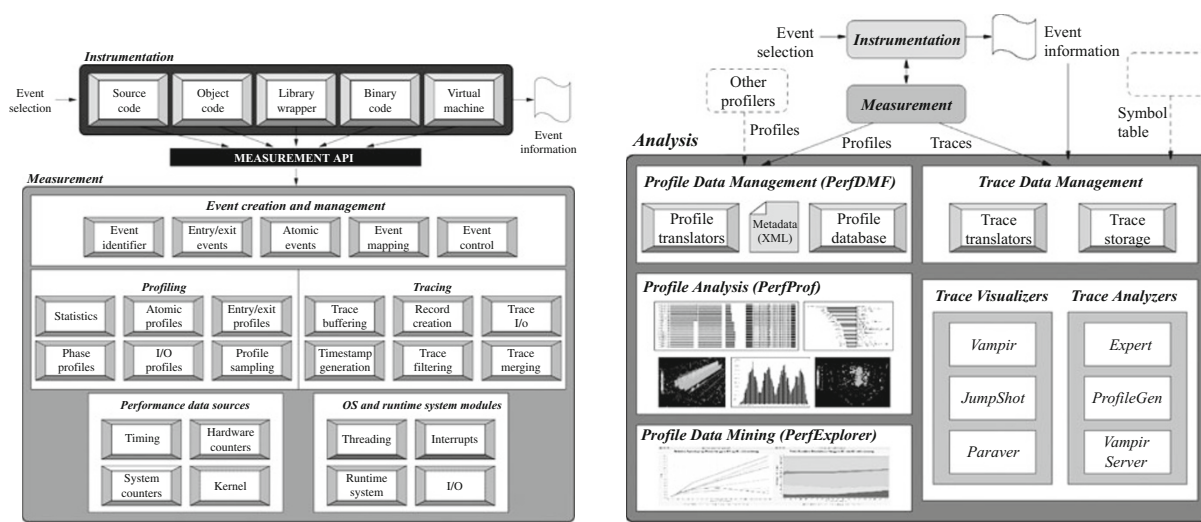 Instrumentation
Event
selection
Source
code
Object
code
Library
wrapper
Binary
code
Virtual
machine
Event
information
MEASUREMENT API
Measurement
Event creation and management
Event
identifier
Entry/exit
events
Atomic
events
Event
mapping
Event
control
Profiling
Statistics
Atomic
profiles
Entry/exit
profiles
Phase
profiles
I/O
profiles
Profile
sampling
Tracing
Trace
buffering
Record
creation
Trace
I/o
Timestamp
generation
Trace
filtering
Trace
merging
Performance data sources
Timing
Hardware
counters
System
counters
Kernel
OS and runtime system modules
Threading
Interrupts
Runtime
system
I/O
Event
selection
Instrumentation
Event
information
Other
profilers
Measurement
Symbol
table
Profiles
Profiles
Traces
Analysis
Profile Data Management (PerfDMF)
Profile
translators
Metadata
(XML)
Profile
database
Trace Data Management
Trace
translators
Trace
storage
Profile Analysis (PerfProf)
Profile Data Mining (PerfExplorer)
Trace Visualizers
Vampir
JumpShot
Paraver
Trace Analyzers
Expert
ProfileGen
Vampir
Server